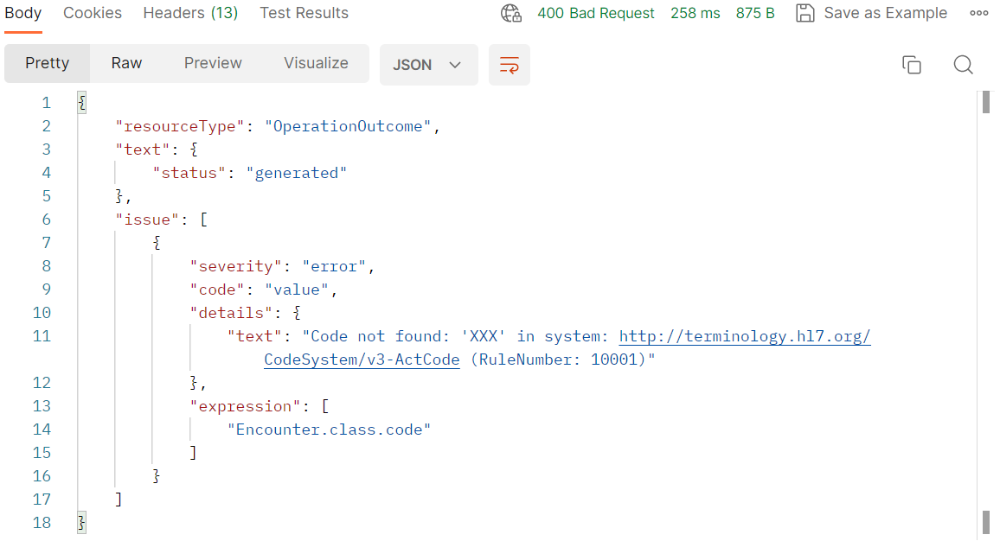 Body Cookies Headers (13) Test Results 400 Bad Request 258 ms 875 B Save as Example
Pretty Raw Preview Visualize JSON
1 {
2 "resourceType": "OperationOutcome",
3 "text": {
4 "status": "generated"
5 },
6 "issue": [
7 {
8 "severity": "error",
9 "code": "value",
10 "details": {
11 "text": "Code not found: 'XXX' in system: http://terminology.hl7.org/
CodeSystem/v3-ActCode (RuleNumber: 10001)"
12 },
13 "expression": [
14 "Encounter.class.code"
15 ]
16 }
17 ]
18 }